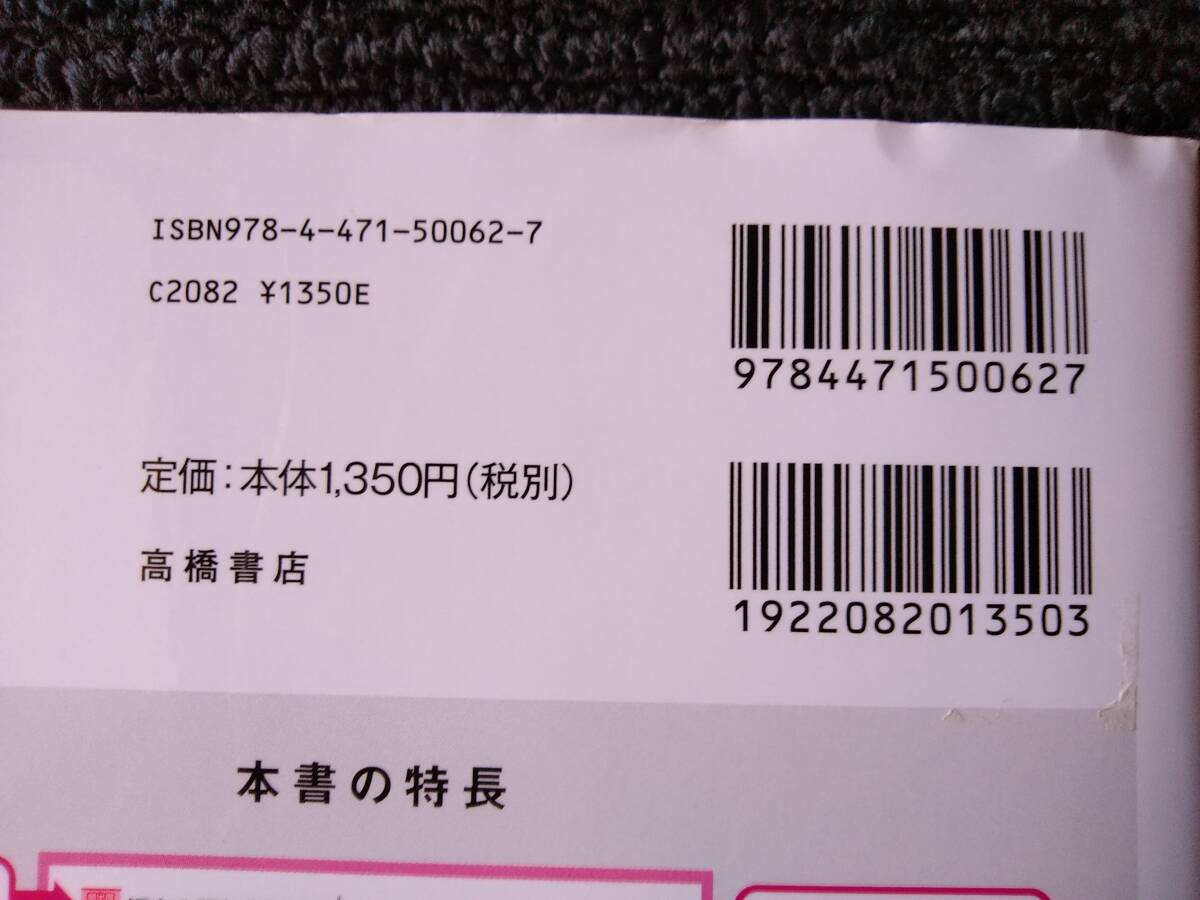 ISBN978-4-471-50062-7
C2082 ¥1350E
9784471500627
定価:本体1,350円(税別)
高橋書店
1922082013503
本書の特長